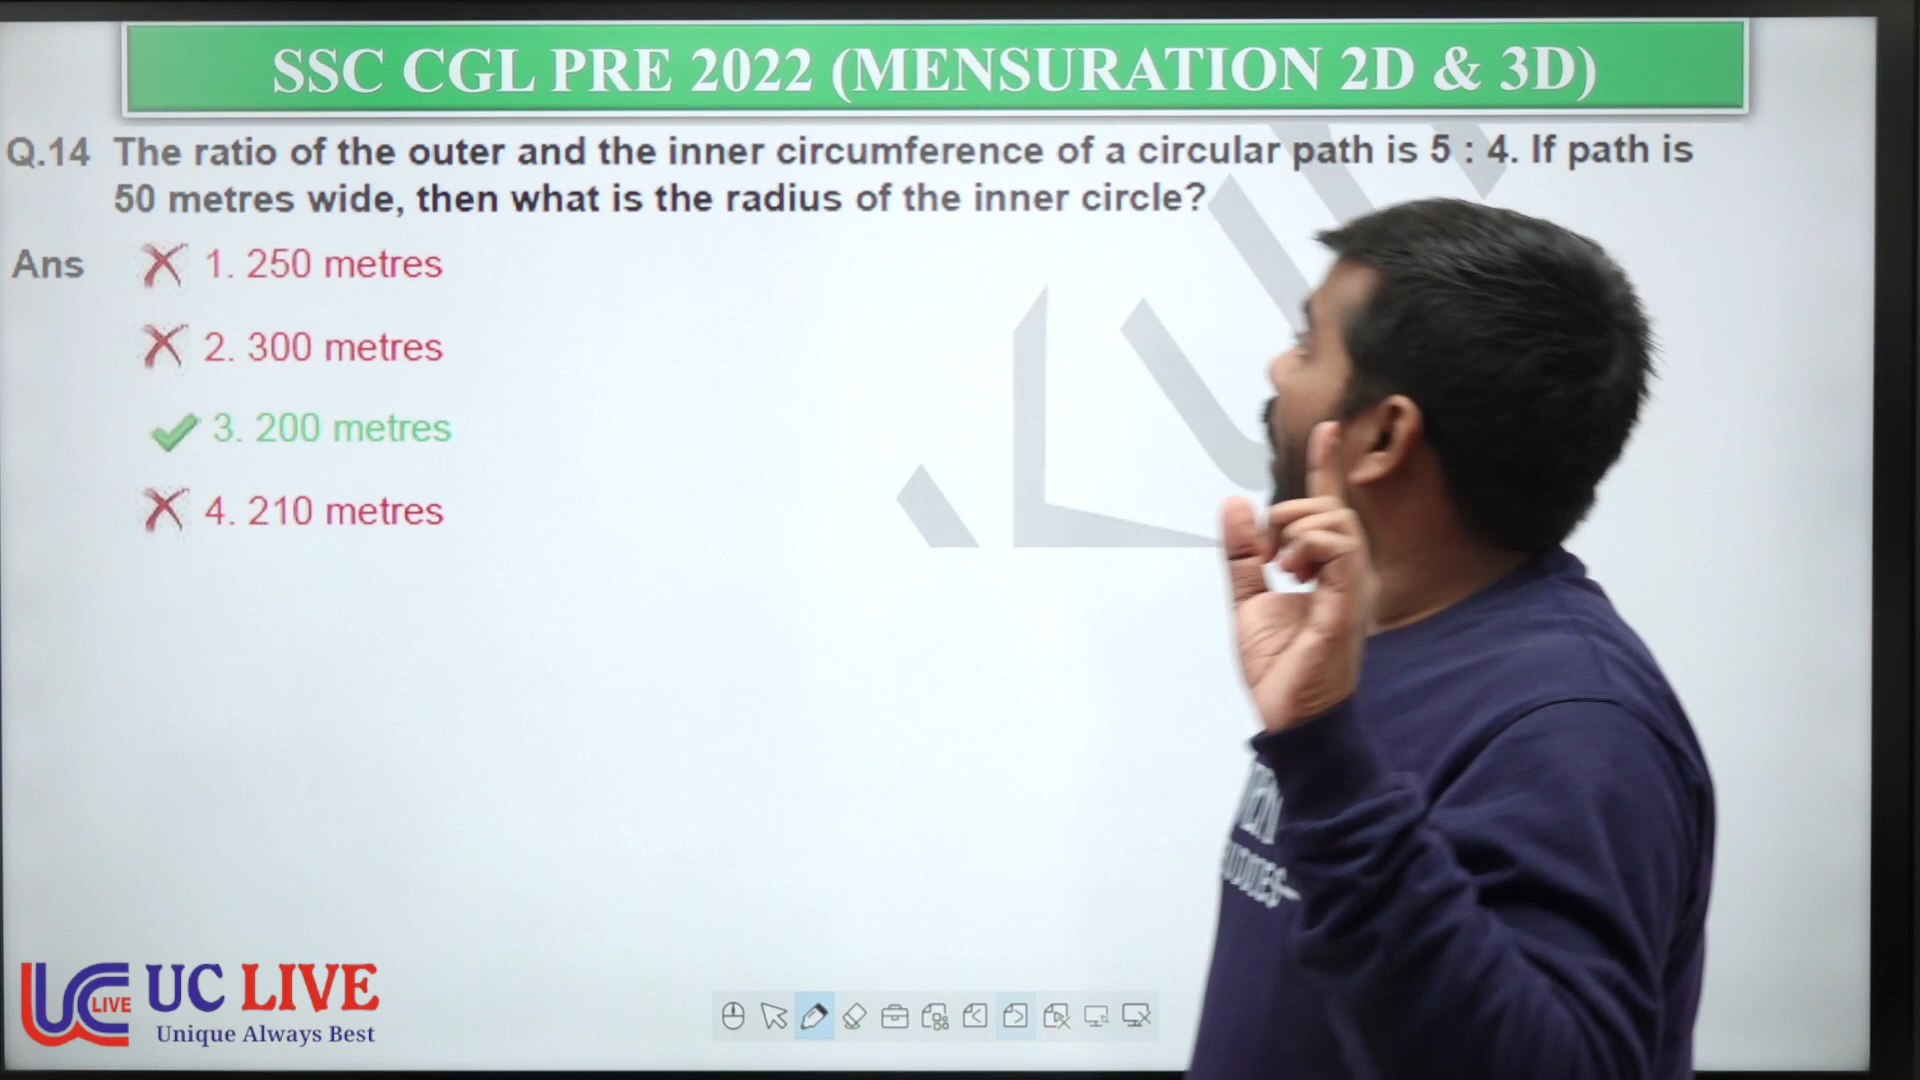 SSC CGL PRE 2022 (MENSURATION 2D & 3D)
Q.14 The ratio of the outer and the inner circumference of a circular path is 5 : 4. If path is
50 metres wide, then what is the radius of the inner circle?
Ans 1. 250 metres
2. 300 metres
3. 200 metres
4. 210 metres
LIVE
UC LIVE
Unique Always Best